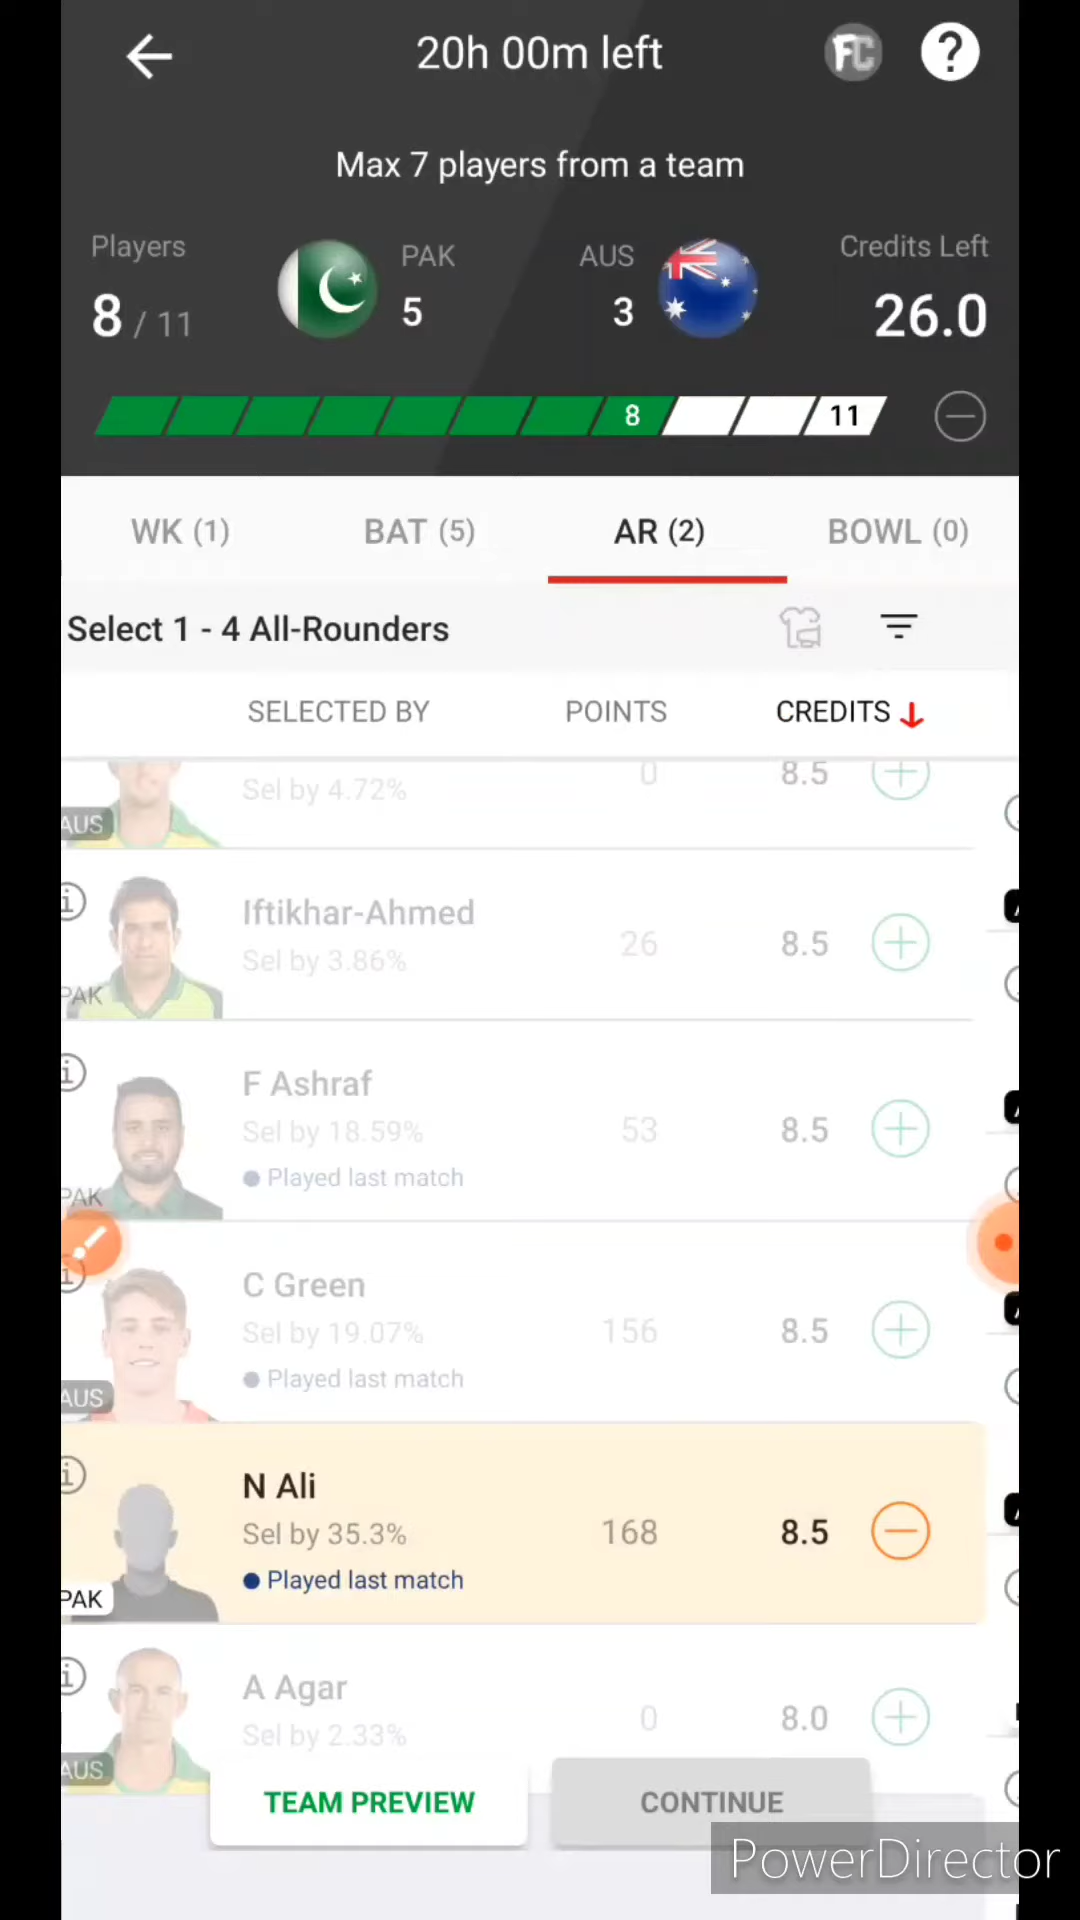 20h 00m left
FC
?
Max 7 players from a team
Players
PAK
AUS
Credits Left
8 / 11
5
3
26.0
8
11
WK (1)
BAT (5)
AR (2)
BOWL (0)
Select 1 - 4 All-Rounders
SELECTED BY
POINTS
CREDITS
Sel by 4.72%
0
8.5
AUS
Iftikhar-Ahmed
Sel by 3.86%
26
8.5
PAK
F Ashraf
Sel by 18.59%
53
8.5
Played last match
PAK
C Green
Sel by 19.07%
156
8.5
Played last match
AUS
N Ali
Sel by 35.3%
168
8.5
Played last match
PAK
A Agar
Sel by 2.33%
0
8.0
AUS
TEAM PREVIEW
CONTINUE
PowerDirector